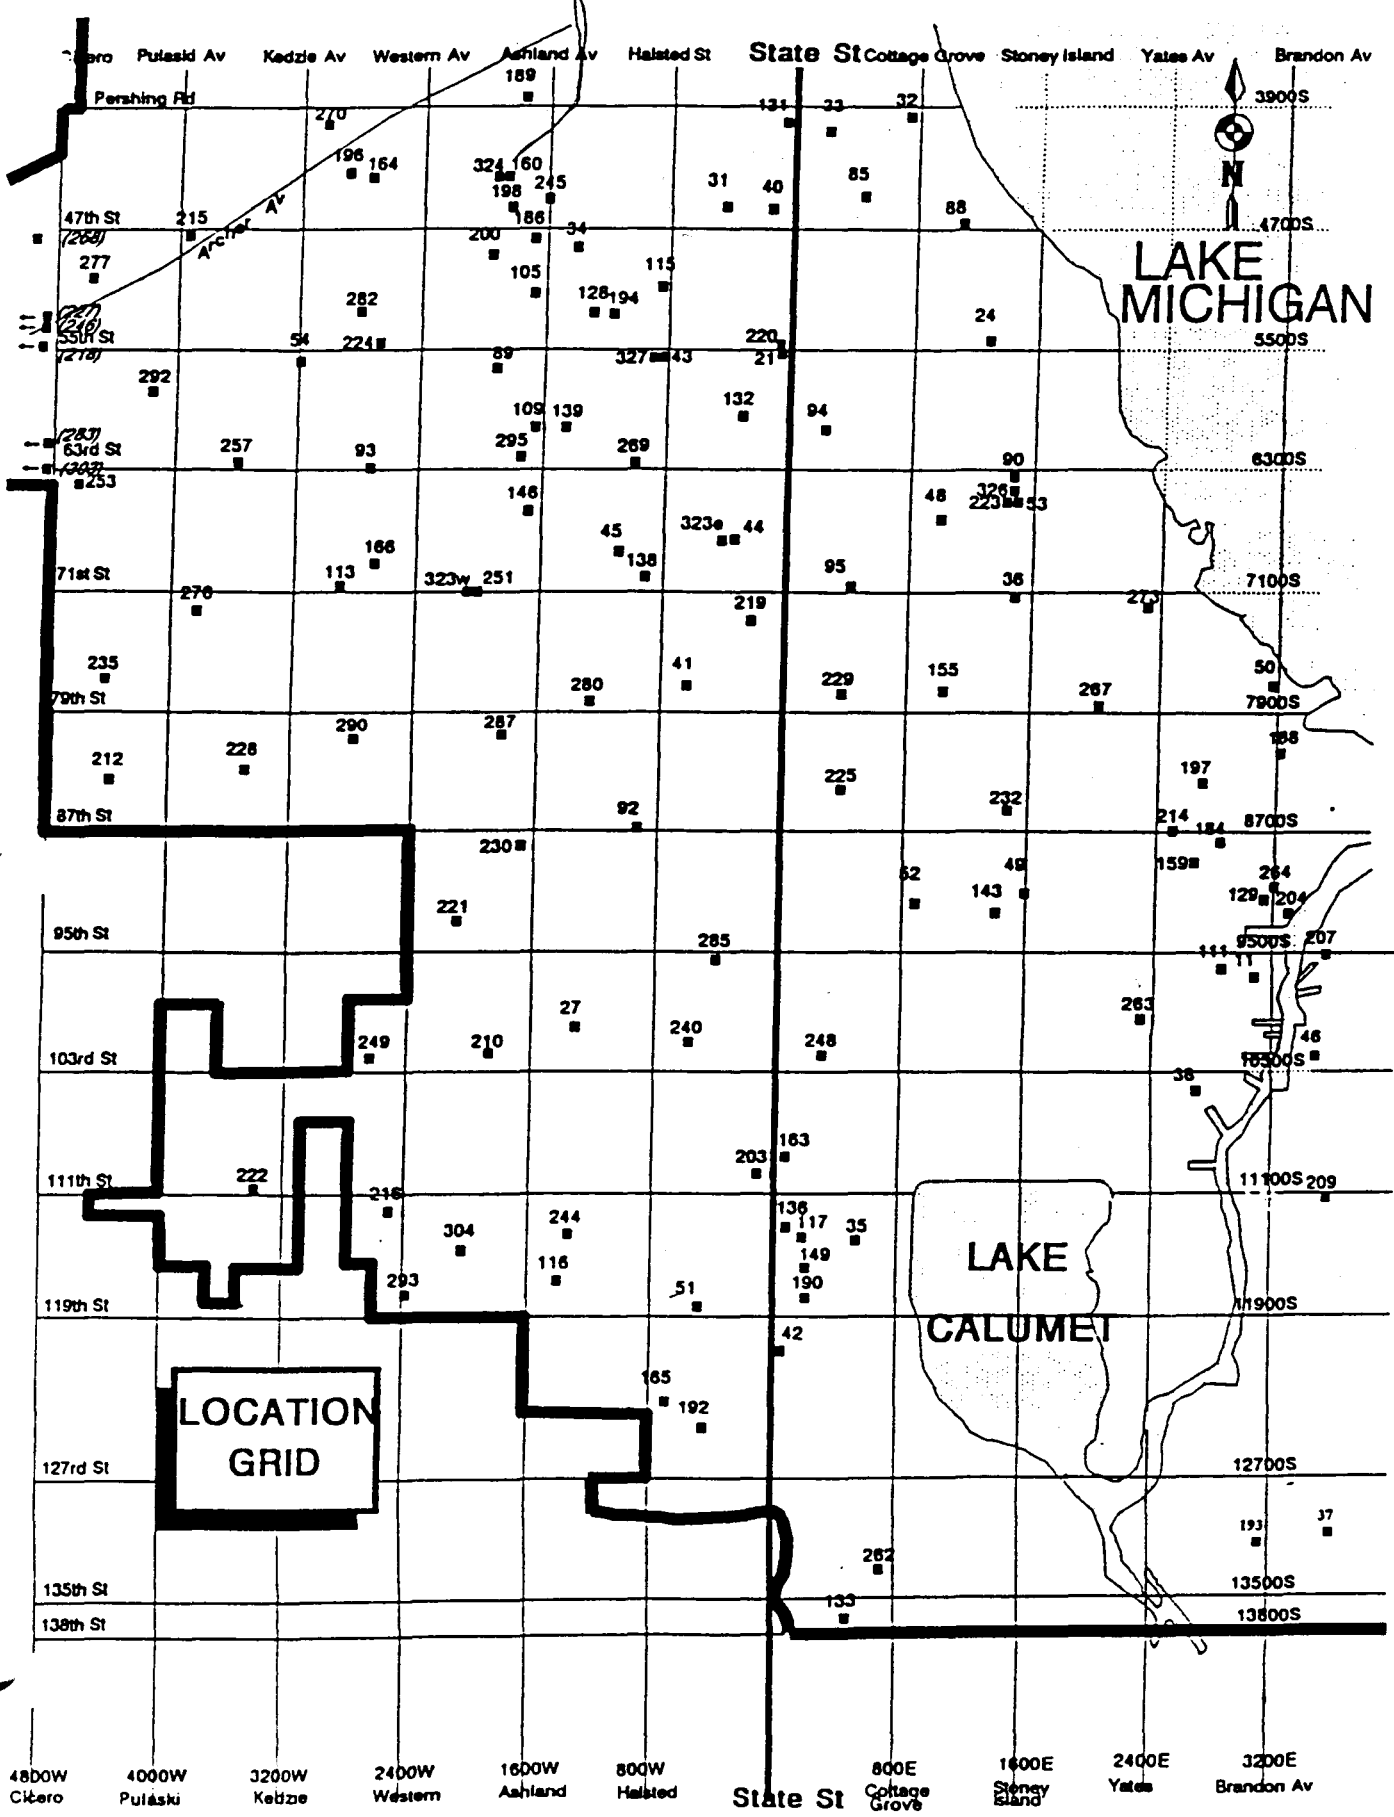 Pulaski Av Kedzie Av Western Av Ashland Av Halsted St State St Cottage Grove Stoney Island Yates Av Brandon Av
189
Pershing Rd 3900S
270 131 33 32
196 164 324 160
198 245 31 40 85
47th St 215 186 88 4700S
(268) Archer Av 200 34
N
277 105 115
LAKE
MICHIGAN
282 128 194 24
(227)
(246)
55th St 54 224 220 5500S
(218) 89 327 43 21
292
132 94
109 139
(283) 295
63rd St 257 93 269 90 6300S
(303)
253 146 48 326
223 53
323e 44
45 138
166
71st St 113 323w 251 95 36 7100S
276 219 273
235 41 229 155 50
79th St 280 267 7900S
290 287 188
212 228 225 197
87th St 92 232 214 8700S
230 184
159
52 49 264
143 129 204
221
95th St 285 9500S 207
111
27 263
249 210 240 248 46
103rd St 10300S
38
163
203
111th St 222 11100S 209
216 136
304 244 117 35
LAKE
116 149
293 51 190
119th St 11900S
CALUMET
42
165
192
LOCATION
GRID
127rd St 12700S
193 37
262
135th St 13500S
133
138th St 13800S
4800W 4000W 3200W 2400W 1600W 800W 800E 1600E 2400E 3200E
Cicero Pulaski Kedzie Western Ashland Halsted State St Cottage Grove Stoney Island Yates Brandon Av